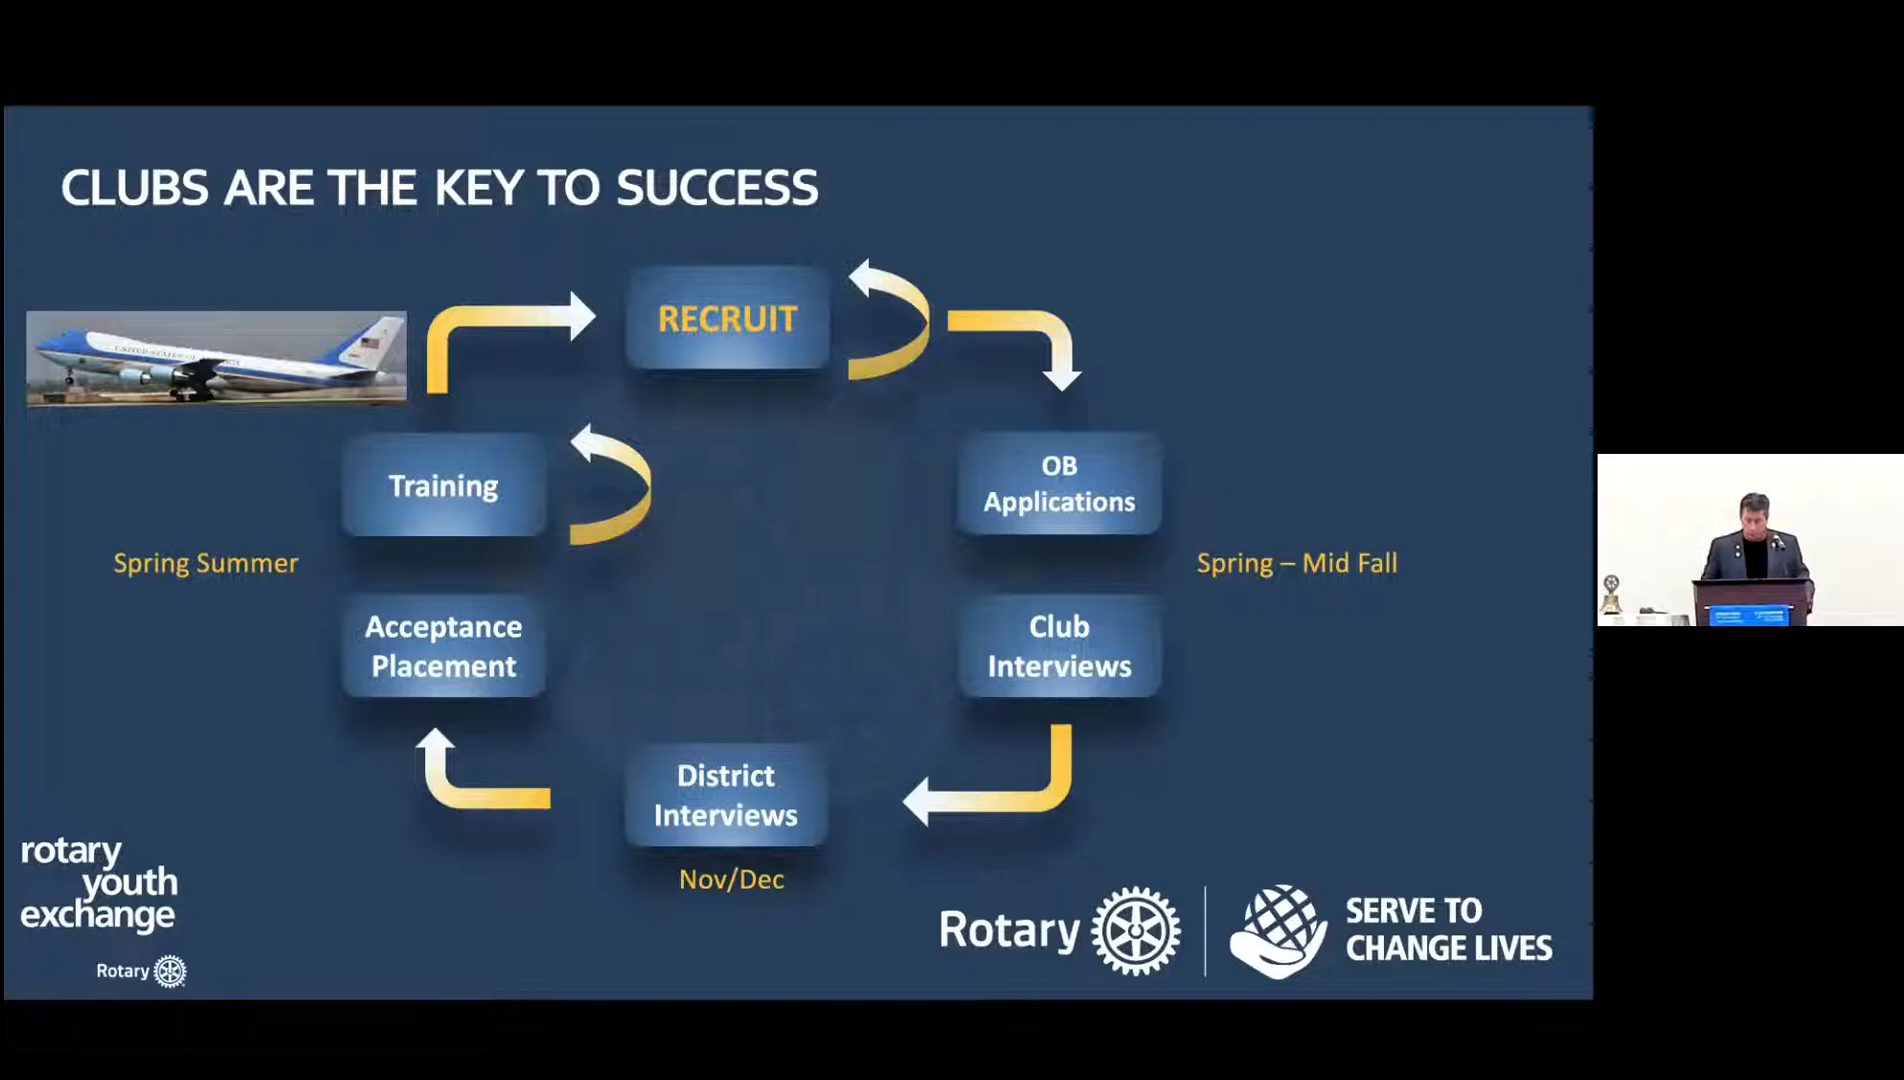 CLUBS ARE THE KEY TO SUCCESS
RECRUIT
Training
OB
Applications
Spring Summer
Spring – Mid Fall
Acceptance
Placement
Club
Interviews
District
Interviews
Nov/Dec
rotary
youth
exchange
Rotary
Rotary
SERVE TO
CHANGE LIVES